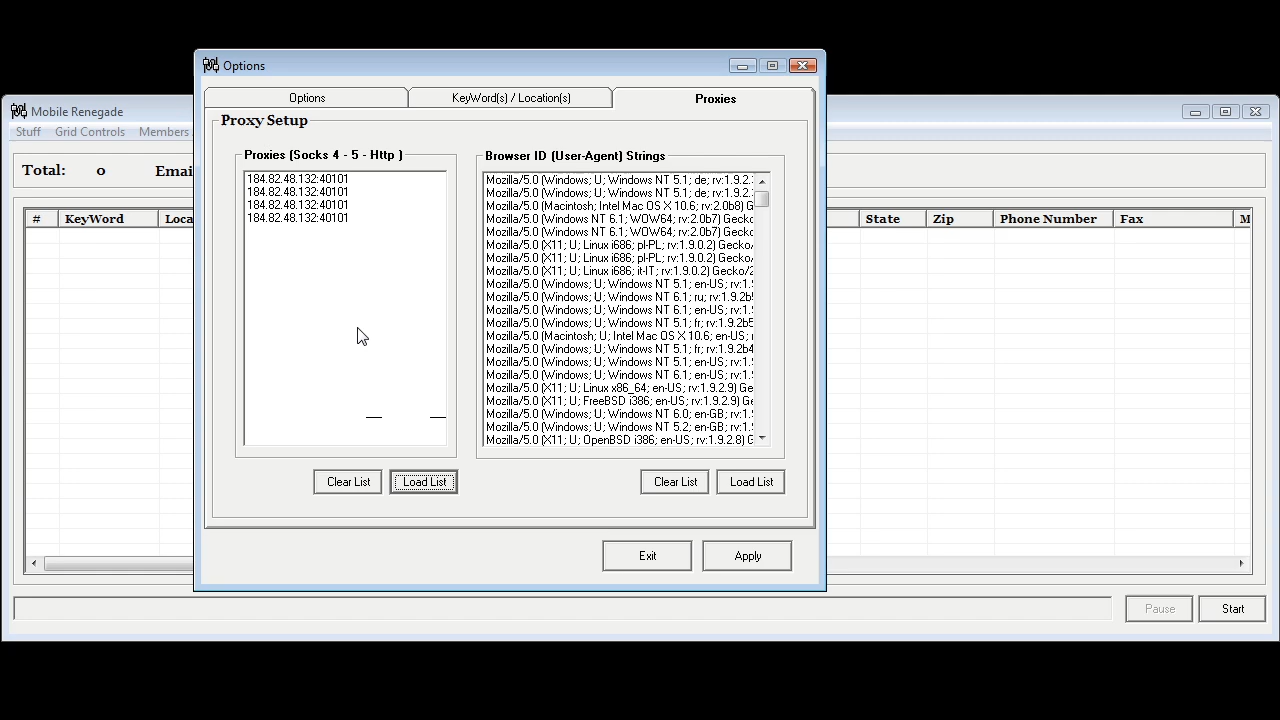 Options
Options
KeyWord(s) / Location(s)
Proxies
Mobile Renegade
Stuff Grid Controls Members
Total: 0 Emai
# KeyWord Loca
State Zip Phone Number Fax M
Proxy Setup
Proxies (Socks 4 - 5 - Http )
184.82.48.132:40101
184.82.48.132:40101
184.82.48.132:40101
184.82.48.132:40101
Clear List
Load List
Browser ID (User-Agent) Strings
Mozilla/5.0 (Windows; U; Windows NT 5.1; de; rv:1.9.2.
Mozilla/5.0 (Windows; U; Windows NT 5.1; de; rv:1.9.2.
Mozilla/5.0 (Macintosh; Intel Mac OS X 10.6; rv:2.0b8) G
Mozilla/5.0 (Windows NT 6.1; WOW64; rv:2.0b7) Gecko
Mozilla/5.0 (Windows NT 6.1; WOW64; rv:2.0b7) Gecko
Mozilla/5.0 (X11; U; Linux i686; pl-PL; rv:1.9.0.2) Gecko/
Mozilla/5.0 (X11; U; Linux i686; pl-PL; rv:1.9.0.2) Gecko/
Mozilla/5.0 (X11; U; Linux i686; it-IT; rv:1.9.0.2) Gecko/2
Mozilla/5.0 (Windows; U; Windows NT 5.1; en-US; rv:1.
Mozilla/5.0 (Windows; U; Windows NT 6.1; ru; rv:1.9.2b
Mozilla/5.0 (Windows; U; Windows NT 6.1; en-US; rv:1.
Mozilla/5.0 (Windows; U; Windows NT 5.1; fr; rv:1.9.2b5
Mozilla/5.0 (Macintosh; U; Intel Mac OS X 10.6; en-US;
Mozilla/5.0 (Windows; U; Windows NT 5.1; fr; rv:1.9.2b4
Mozilla/5.0 (Windows; U; Windows NT 5.1; en-US; rv:1.
Mozilla/5.0 (Windows; U; Windows NT 6.1; en-US; rv:1.
Mozilla/5.0 (X11; U; Linux x86_64; en-US; rv:1.9.2.9) Ge
Mozilla/5.0 (X11; U; FreeBSD i386; en-US; rv:1.9.2.9) Ge
Mozilla/5.0 (Windows; U; Windows NT 6.0; en-GB; rv:1.
Mozilla/5.0 (Windows; U; Windows NT 5.2; en-GB; rv:1.
Mozilla/5.0 (X11; U; OpenBSD i386; en-US; rv:1.9.2.8) G
Clear List
Load List
Exit
Apply
Pause
Start